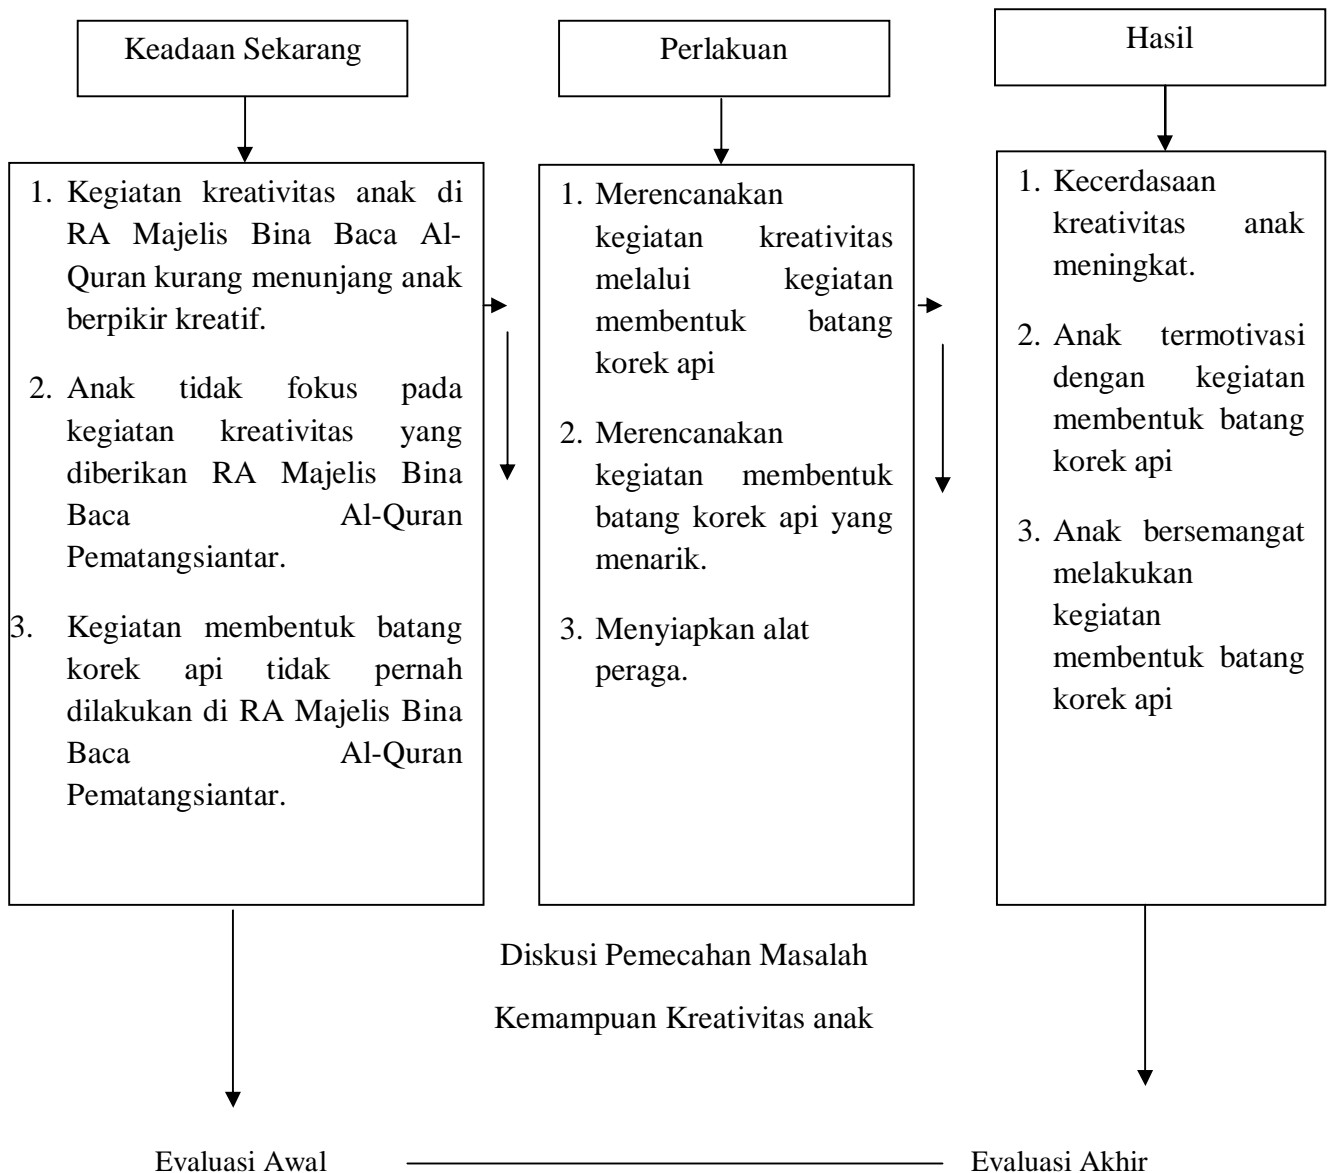 Keadaan Sekarang
Perlakuan
Hasil
1. Kegiatan kreativitas anak di
RA Majelis Bina Baca Al-
Quran kurang menunjang anak
berpikir kreatif.
2. Anak tidak fokus pada
kegiatan kreativitas yang
diberikan RA Majelis Bina
Baca Al-Quran
Pematangsiantar.
3. Kegiatan membentuk batang
korek api tidak pernah
dilakukan di RA Majelis Bina
Baca Al-Quran
Pematangsiantar.
1. Merencanakan
kegiatan kreativitas
melalui kegiatan
membentuk batang
korek api
2. Merencanakan
kegiatan membentuk
batang korek api yang
menarik.
3. Menyiapkan alat
peraga.
1. Kecerdasaan
kreativitas anak
meningkat.
2. Anak termotivasi
dengan kegiatan
membentuk batang
korek api
3. Anak bersemangat
melakukan
kegiatan
membentuk batang
korek api
Diskusi Pemecahan Masalah
Kemampuan Kreativitas anak
Evaluasi Awal
Evaluasi Akhir